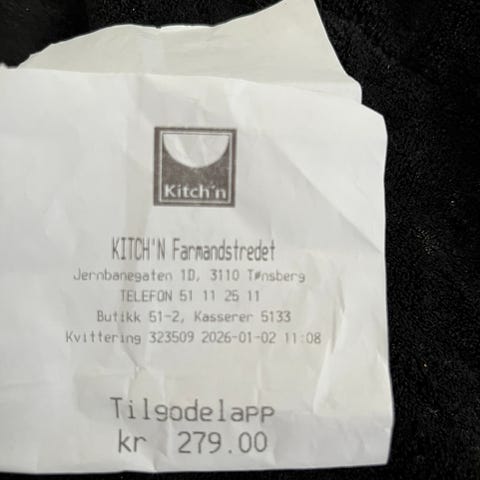 Kitch'n
KITCH'N Farmandstredet
Jernbanegaten 1D, 3110 Tønsberg
TELEFON 51 11 25 11
Butikk 51-2, Kasserer 5133
Kvittering 323509 2026-01-02 11:08
Tilgodelapp
kr 279.00